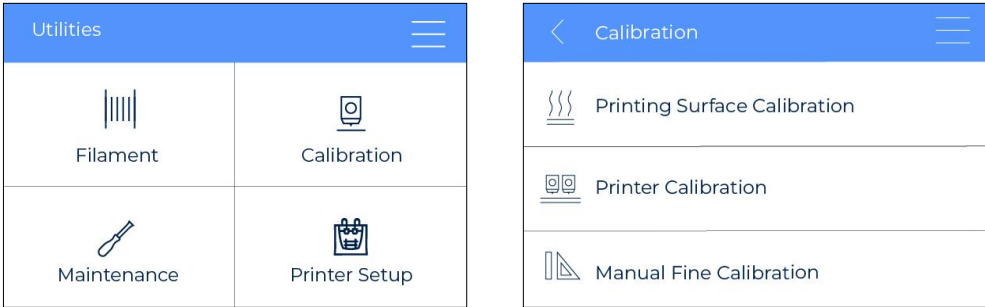 Utilities
Filament
Calibration
Maintenance
Printer Setup
Calibration
Printing Surface Calibration
Printer Calibration
Manual Fine Calibration